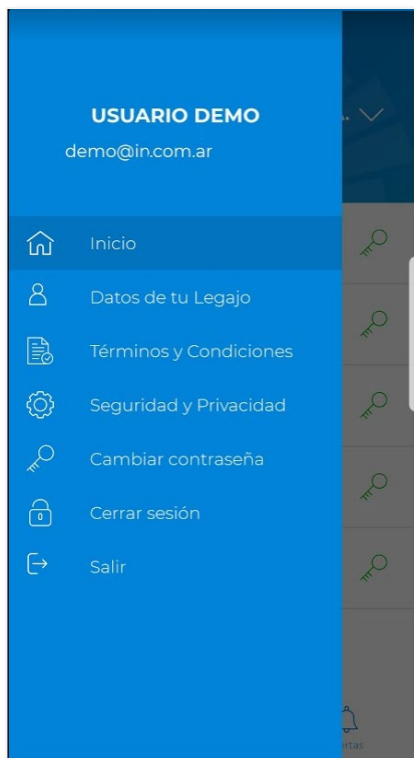 USUARIO DEMO
demo@in.com.ar
Inicio
Datos de tu Legajo
Términos y Condiciones
Seguridad y Privacidad
Cambiar contraseña
Cerrar sesión
Salir